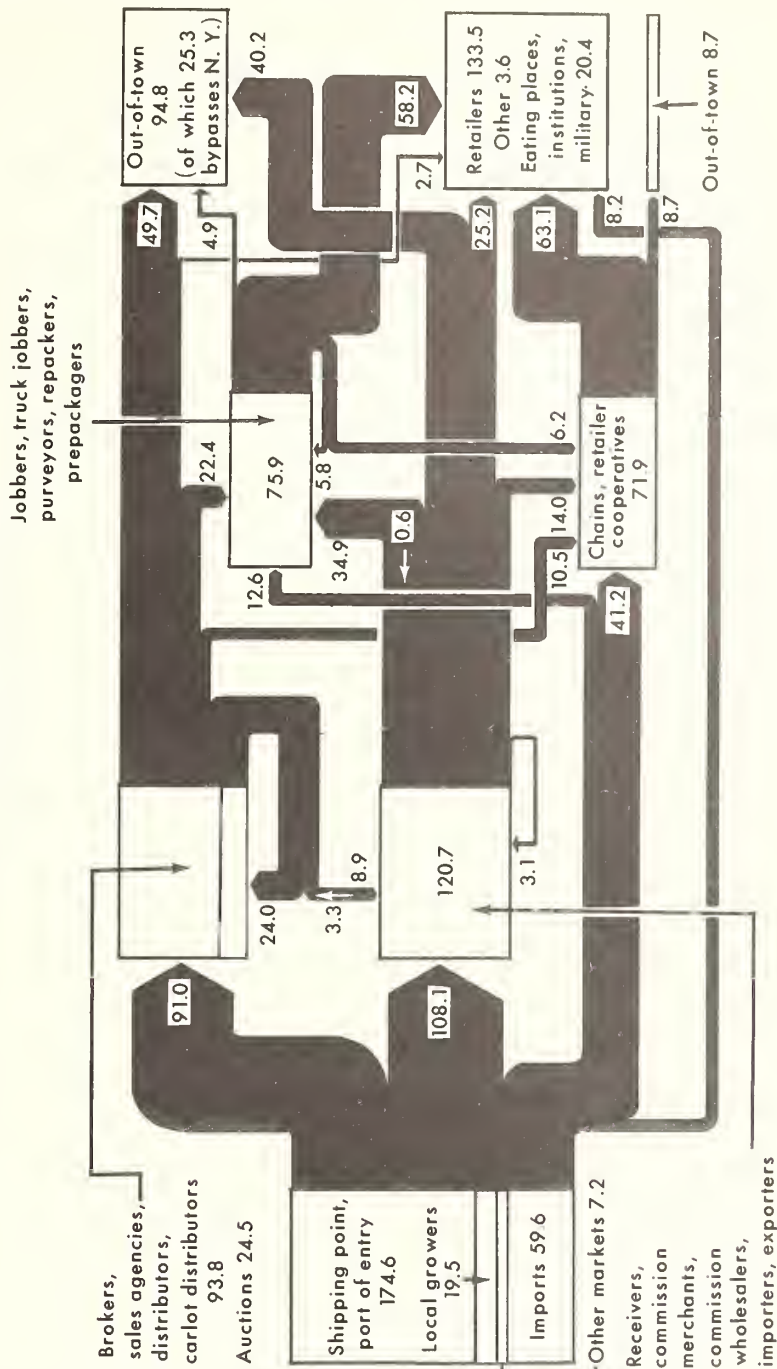 Jobbers, truck jobbers,
purveyors, repackers,
prepackagers
Brokers,
sales agencies,
distributors,
carlot distributors
93.8
Auctions 24.5
Out-of-town
94.8
(of which 25.3
bypasses N. Y.)
49.7
4.9
40.2
22.4
91.0
75.9
5.8
58.2
2.7
Retailers 133.5
Other 3.6
Eating places,
institutions,
military 20.4
24.0
3.3
8.9
12.6
34.9
0.6
25.2
Shipping point,
port of entry
174.6
Local growers
19.5
Imports 59.6
108.1
120.7
3.1
10.5
14.0
6.2
63.1
8.2
8.7
Chains, retailer
cooperatives
71.9
41.2
Out-of-town 8.7
Other markets 7.2
Receivers,
commission
merchants,
commission
wholesalers,
importers, exporters